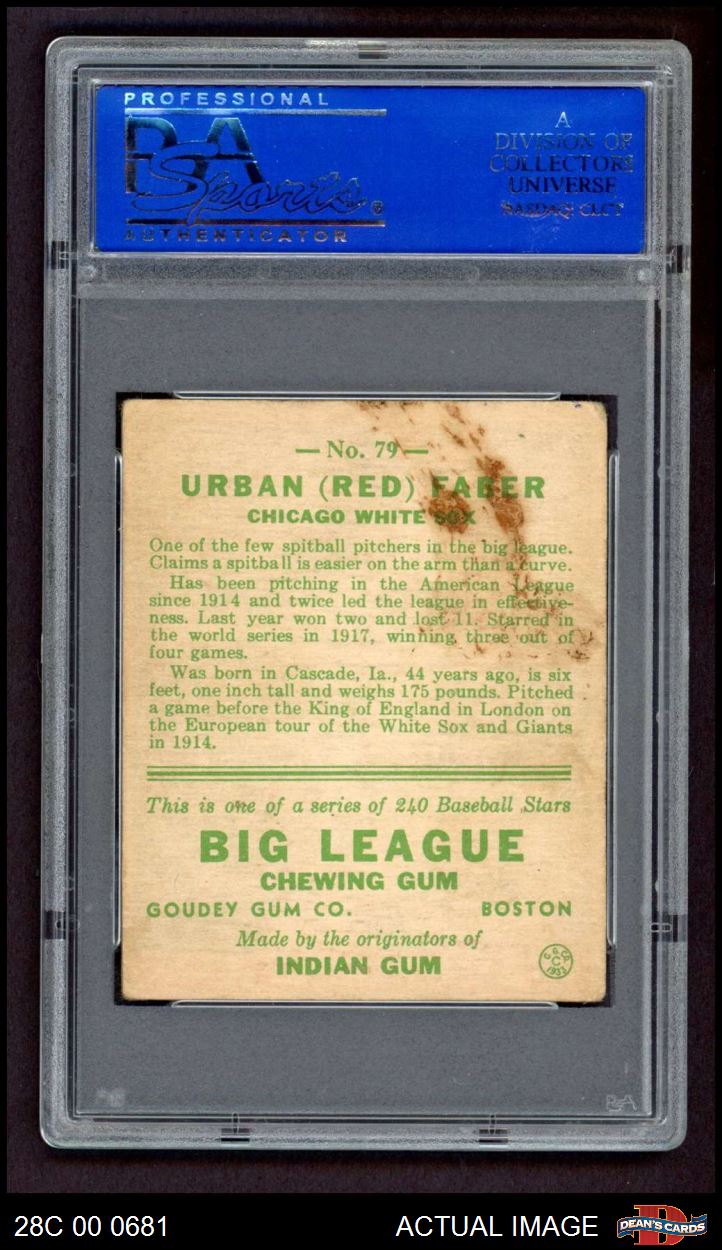 PROFESSIONAL
PSA
Sports
AUTHENTICATOR
A
DIVISION OF
COLLECTORS
UNIVERSE
NASDAQ: CLCT
— No. 79 —
URBAN (RED) FABER
CHICAGO WHITE SOX
One of the few spitball pitchers in the big league.
Claims a spitball is easier on the arm than a curve.
Has been pitching in the American League
since 1914 and twice led the league in effective-
ness. Last year won two and lost 11. Starred in
the world series in 1917, winning three out of
four games.
Was born in Cascade, Ia., 44 years ago, is six
feet, one inch tall and weighs 175 pounds. Pitched
a game before the King of England in London on
the European tour of the White Sox and Giants
in 1914.
This is one of a series of 240 Baseball Stars
BIG LEAGUE
CHEWING GUM
GOUDEY GUM CO. BOSTON
Made by the originators of
INDIAN GUM
G. G. Co.
C
1933
PSA
28C 00 0681 ACTUAL IMAGE
DEAN'S CARDS